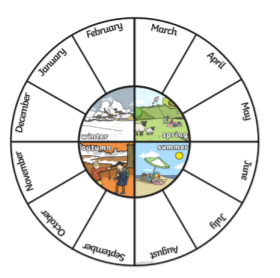 January
February
March
April
May
June
July
August
September
October
November
December
winter
spring
autumn
summer